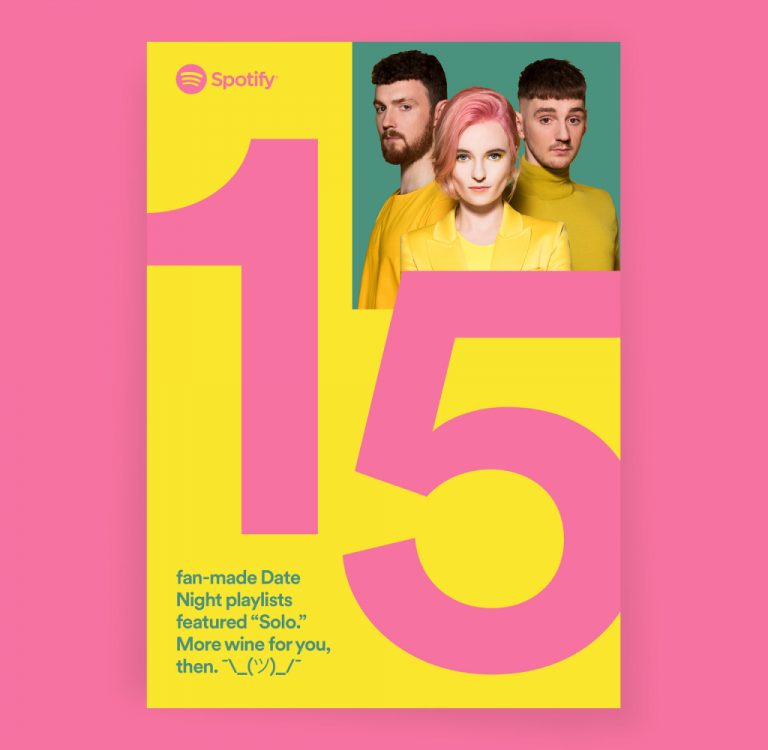 Spotify
15
fan-made Date
Night playlists
featured “Solo.”
More wine for you,
then. ¯\_(ツ)_/¯